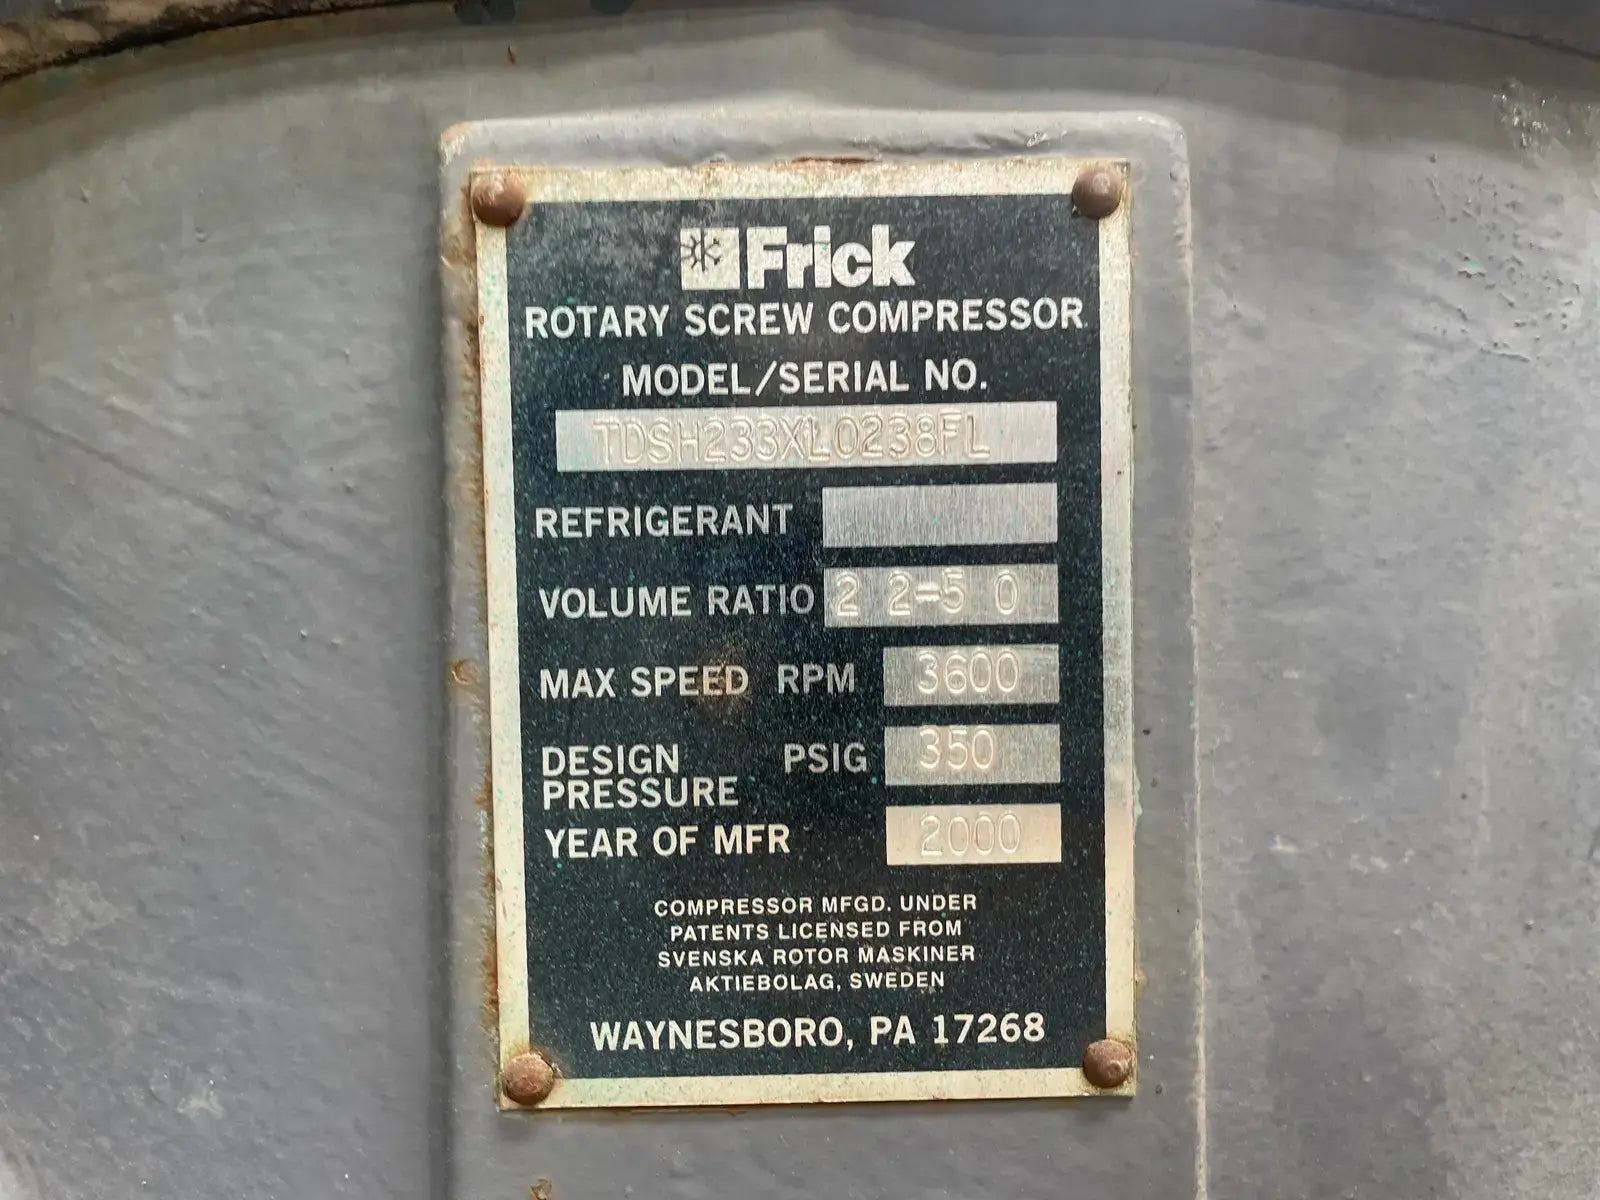 Frick
ROTARY SCREW COMPRESSOR
MODEL/SERIAL NO.
TDSH233XL0238FL
REFRIGERANT
VOLUME RATIO 2 2-5 0
MAX SPEED RPM 3600
DESIGN PRESSURE PSIG 350
YEAR OF MFR 2000
COMPRESSOR MFGD. UNDER
PATENTS LICENSED FROM
SVENSKA ROTOR MASKINER
AKTIEBOLAG, SWEDEN
WAYNESBORO, PA 17268